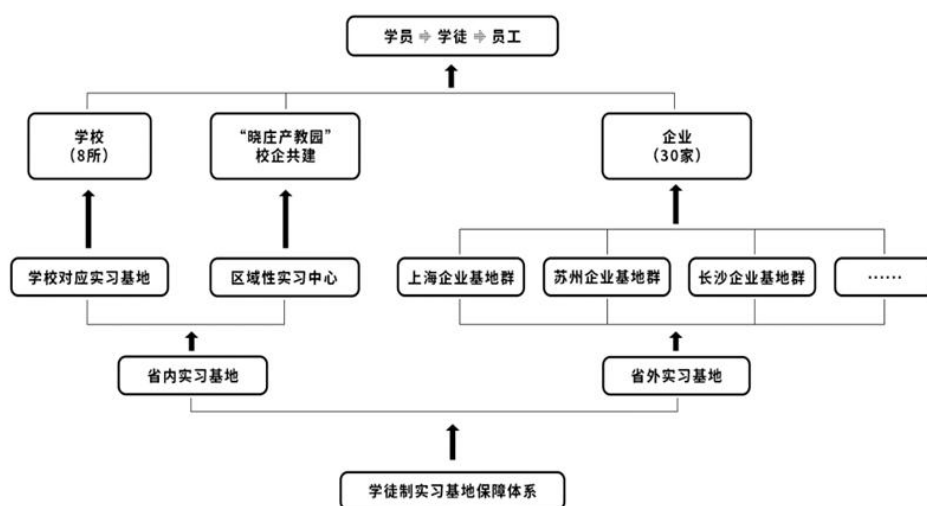 学员 ➾ 学徒 ➾ 员工
学校
（8所）
“晓庄产教园”
校企共建
企业
（30家）
学校对应实习基地
区域性实习中心
上海企业基地群
苏州企业基地群
长沙企业基地群
······
省内实习基地
省外实习基地
学徒制实习基地保障体系